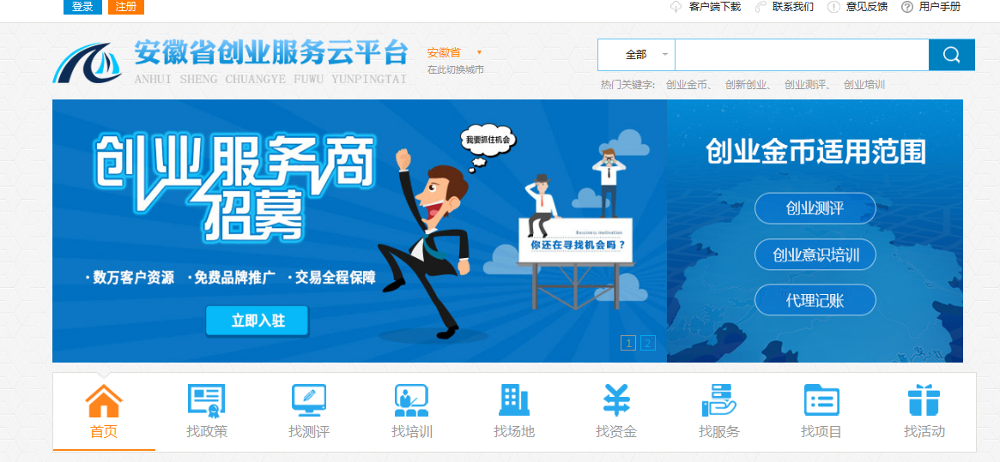 登录 注册 客户端下载 联系我们 意见反馈 用户手册
安徽省创业服务云平台
ANHUI SHENG CHUANGYE FUWU YUNPINGTAI
安徽省
在此切换城市
全部
热门关键字: 创业金币、 创新创业、 创业测评、 创业培训
创业服务商
招募
·数万客户资源 ·免费品牌推广 ·交易全程保障
立即入驻
我要抓住机会
Bussiness motivation
你还在寻找机会吗?
1 2
创业金币适用范围
创业测评
创业意识培训
代理记账
首页 找政策 找测评 找培训 找场地 找资金 找服务 找项目 找活动